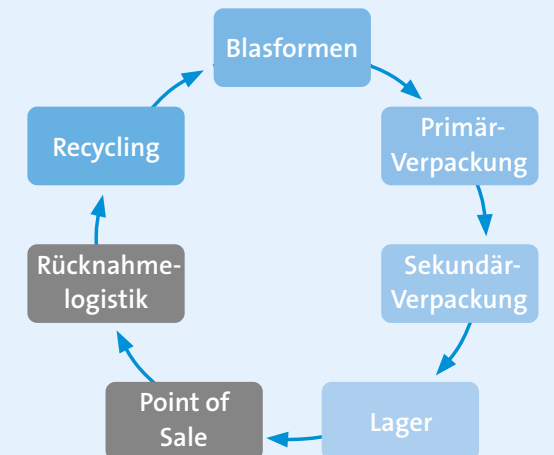 Blasformen
Primär-
Verpackung
Sekundär-
Verpackung
Lager
Point of
Sale
Rücknahme-
logistik
Recycling